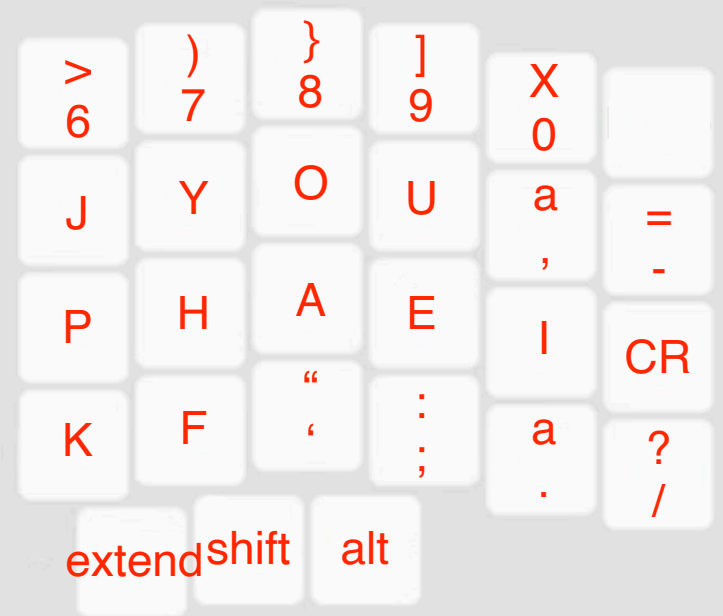 > ) } ] X
6 7 8 9 0
J Y O U a =
, -
P H A E I CR
K F “ : a ?
‘ ; . /
extend shift alt